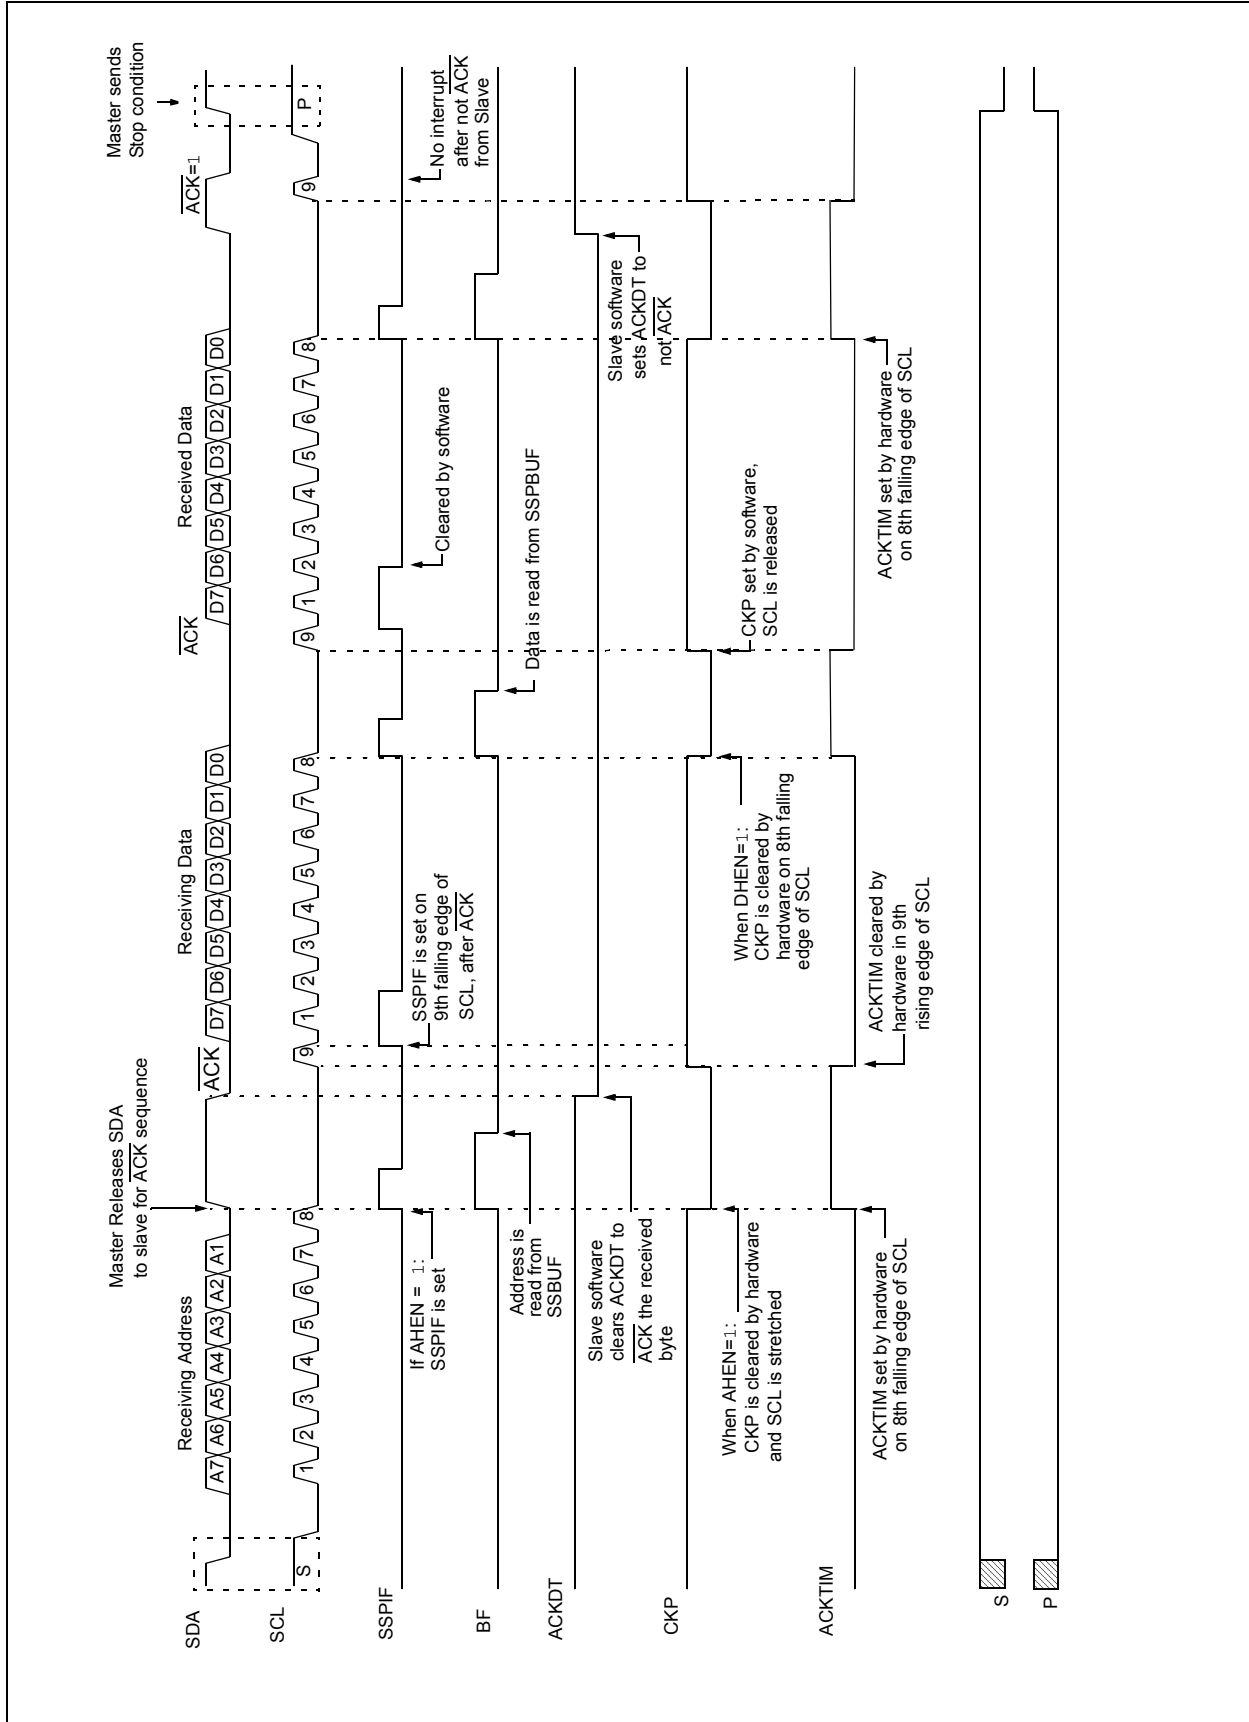 Master Releases SDA
to slave for ACK sequence
Master sends
Stop condition
Receiving Address
ACK
Receiving Data
ACK
Received Data
ACK=1
SDA
A7 A6 A5 A4 A3 A2 A1
D7 D6 D5 D4 D3 D2 D1 D0
D7 D6 D5 D4 D3 D2 D1 D0
SCL
S
1 2 3 4 5 6 7 8 9
1 2 3 4 5 6 7 8 9
1 2 3 4 5 6 7 8 9
P
SSPIF
If AHEN = 1:
SSPIF is set
SSPIF is set on
9th falling edge of
SCL, after ACK
Cleared by software
No interrupt
after not ACK
from Slave
BF
Address is
read from
SSBUF
Data is read from SSPBUF
ACKDT
Slave software
clears ACKDT to
ACK the received
byte
Slave software
sets ACKDT to
not ACK
CKP
When AHEN=1:
CKP is cleared by hardware
and SCL is stretched
When DHEN=1:
CKP is cleared by
hardware on 8th falling
edge of SCL
CKP set by software,
SCL is released
ACKTIM
ACKTIM set by hardware
on 8th falling edge of SCL
ACKTIM cleared by
hardware in 9th
rising edge of SCL
ACKTIM set by hardware
on 8th falling edge of SCL
S
P